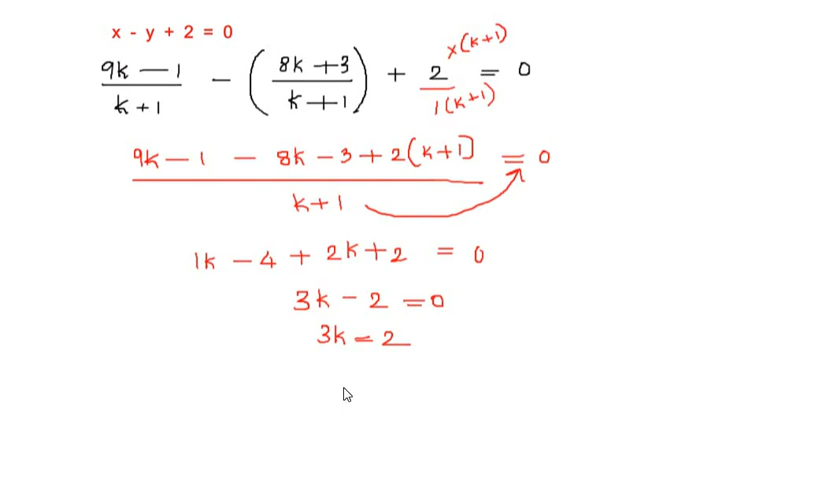 x - y + 2 = 0
(9k - 1)/(k + 1) - ((8k + 3)/(k + 1)) + 2 x(k+1)/1(k+1) = 0
(9k - 1 - 8k - 3 + 2(k+1))/(k + 1) = 0
1k - 4 + 2k + 2 = 0
3k - 2 = 0
3k = 2